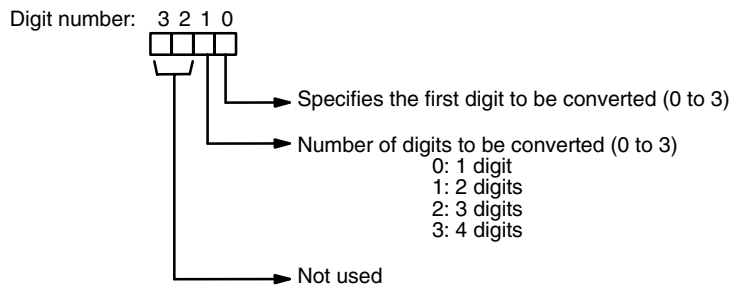 Digit number: 3 2 1 0
Specifies the first digit to be converted (0 to 3)
Number of digits to be converted (0 to 3)
0: 1 digit
1: 2 digits
2: 3 digits
3: 4 digits
Not used